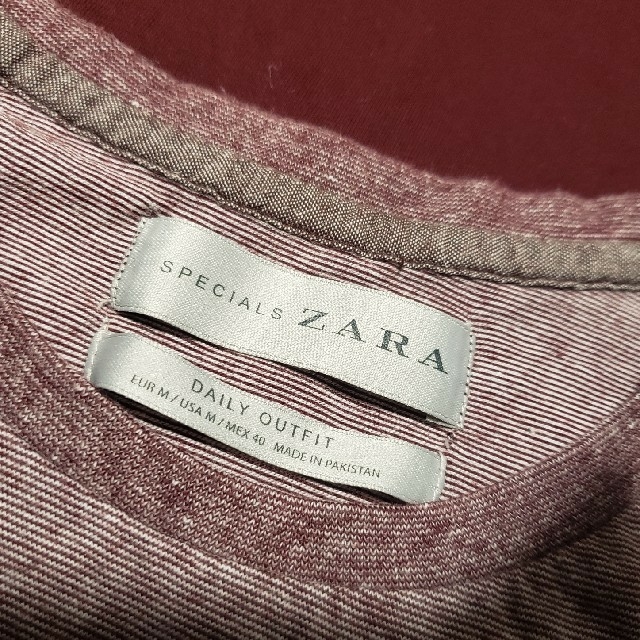 SPECIALS ZARA
DAILY OUTFIT
EUR M / USA M / MEX 40 MADE IN PAKISTAN